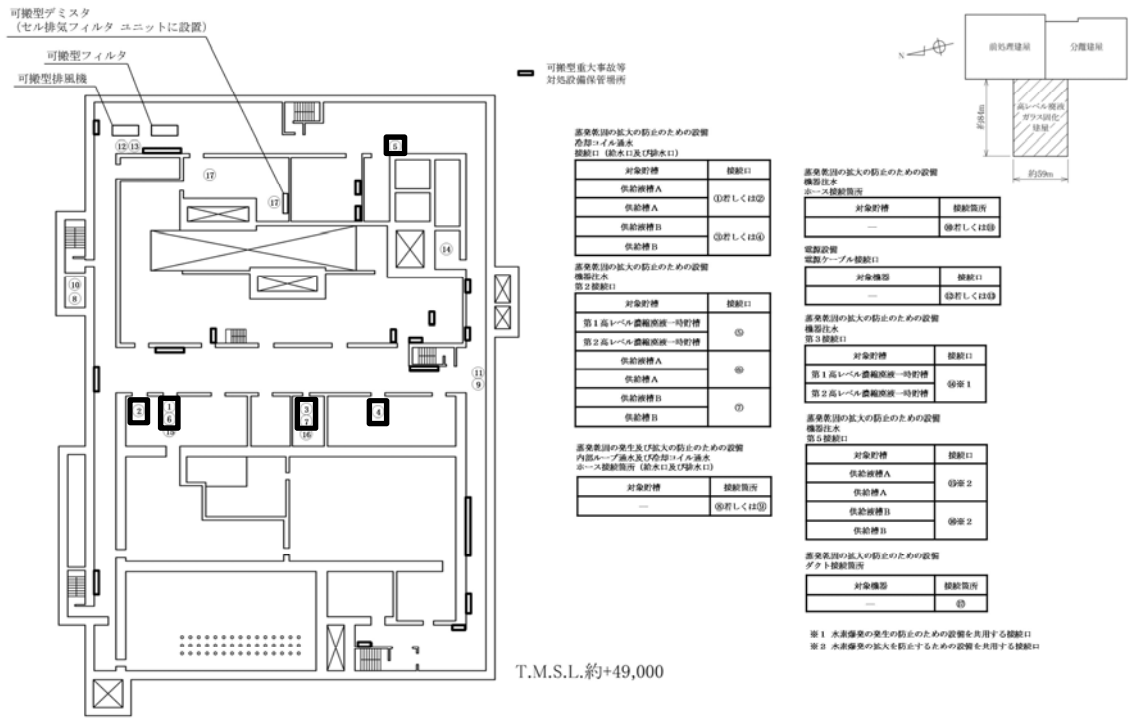 可搬型デミスタ
(セル排気フィルタ ユニットに設置)
可搬型フィルタ
可搬型排風機
可搬型重大事故等
対処設備保管場所
N
前処理建屋
分離建屋
高レベル廃液
ガラス固化
建屋
約84m
約59m
⑫⑬
⑰
⑰
5
⑭
⑩
⑧
⑪
⑨
2
1
6
⑮
3
7
⑯
4
T.M.S.L.約+49,000
蒸発乾固の拡大の防止のための設備
冷却コイル通水
接続口(給水口及び排水口)
対象貯槽 接続口
供給液槽A ①若しくは②
供給槽A
供給液槽B ③若しくは④
供給槽B
蒸発乾固の拡大の防止のための設備
機器注水
第2接続口
対象貯槽 接続口
第1高レベル濃縮廃液一時貯槽 ⑤
第2高レベル濃縮廃液一時貯槽
供給液槽A ⑥
供給槽A
供給液槽B ⑦
供給槽B
蒸発乾固の発生及び拡大の防止のための設備
内部ループ通水及び冷却コイル通水
ホース接続箇所(給水口及び排水口)
対象貯槽 接続箇所
— ⑧若しくは⑨
蒸発乾固の拡大の防止のための設備
機器注水
ホース接続箇所
対象貯槽 接続箇所
— ⑩若しくは⑪
電源設備
電源ケーブル接続口
対象機器 接続口
— ⑫若しくは⑬
蒸発乾固の拡大の防止のための設備
機器注水
第3接続口
対象貯槽 接続口
第1高レベル濃縮廃液一時貯槽 ⑭※1
第2高レベル濃縮廃液一時貯槽
蒸発乾固の拡大の防止のための設備
機器注水
第5接続口
対象貯槽 接続口
供給液槽A ⑮※2
供給槽A
供給液槽B ⑯※2
供給槽B
蒸発乾固の拡大の防止のための設備
ダクト接続箇所
対象機器 接続箇所
— ⑰
※1 水素爆発の発生の防止のための設備を共用する接続口
※2 水素爆発の拡大を防止するための設備を共用する接続口